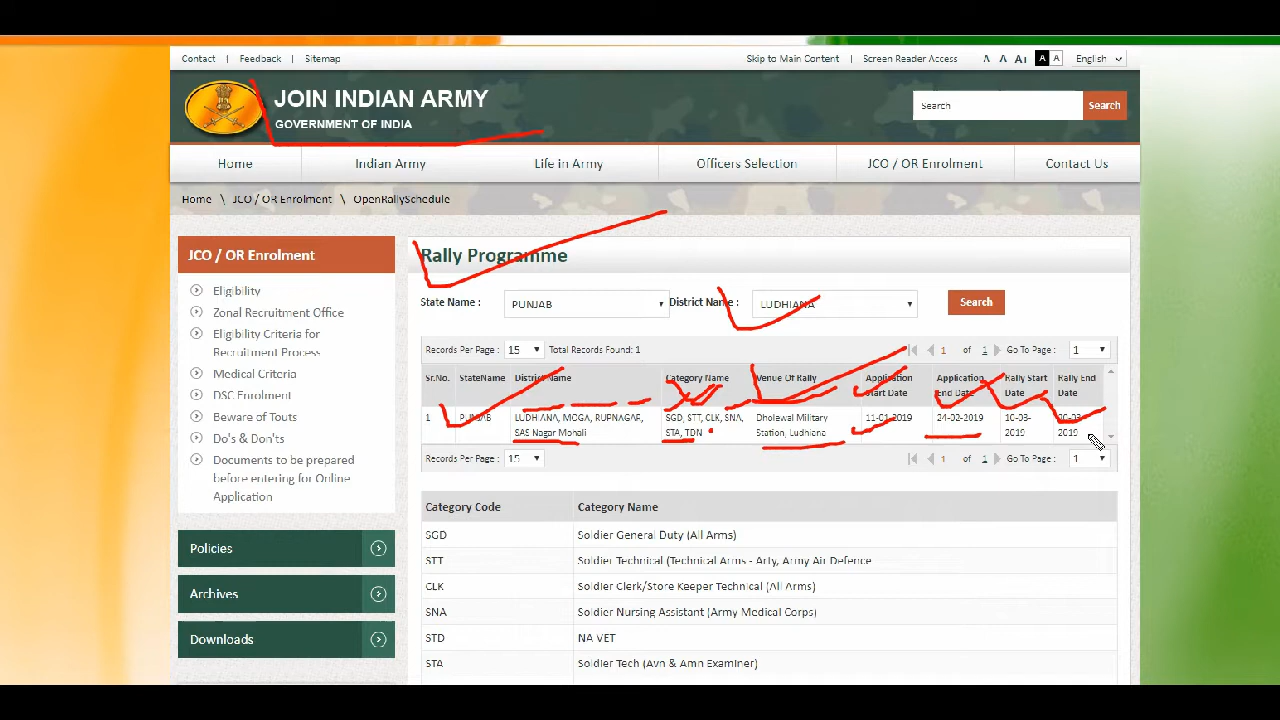 Contact | Feedback | Sitemap
Skip to Main Content | Screen Reader Access
A A A A A English
JOIN INDIAN ARMY
GOVERNMENT OF INDIA
Search Search
Home Indian Army Life in Army Officers Selection JCO / OR Enrolment Contact Us
Home \ JCO / OR Enrolment \ OpenRallySchedule
JCO / OR Enrolment
Eligibility
Zonal Recruitment Office
Eligibility Criteria for
Recruitment Process
Medical Criteria
DSC Enrolment
Beware of Touts
Do's & Don'ts
Documents to be prepared
before entering for Online
Application
Policies
Archives
Downloads
Rally Programme
State Name : PUNJAB District Name : LUDHIANA Search
Records Per Page : 15 Total Records Found: 1 1 of 1 Go To Page : 1
Sr.No. StateName District Name Category Name Venue Of Rally Application Start Date Application End Date Rally Start Date Rally End Date
1 PUNJAB LUDHIANA, MOGA, RUPNAGAR, SGD, STT, CLK, SNA, Dholewal Military 11-01-2019 24-02-2019 10-03-
SAS Nagar Mohali STA, TDN Station, Ludhiana 2019 2019
Records Per Page : 15 1 of 1 Go To Page : 1
Category Code Category Name
SGD Soldier General Duty (All Arms)
STT Soldier Technical (Technical Arms - Arty, Army Air Defence
CLK Soldier Clerk/Store Keeper Technical (All Arms)
SNA Soldier Nursing Assistant (Army Medical Corps)
STD NA VET
STA Soldier Tech (Avn & Amn Examiner)